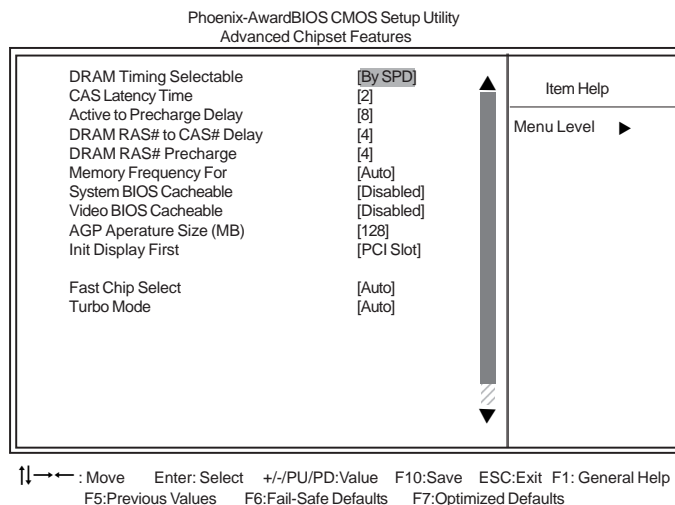 Phoenix-AwardBIOS CMOS Setup Utility
Advanced Chipset Features
DRAM Timing Selectable [By SPD]
CAS Latency Time [2]
Active to Precharge Delay [8]
DRAM RAS# to CAS# Delay [4]
DRAM RAS# Precharge [4]
Memory Frequency For [Auto]
System BIOS Cacheable [Disabled]
Video BIOS Cacheable [Disabled]
AGP Aperature Size (MB) [128]
Init Display First [PCI Slot]
Fast Chip Select [Auto]
Turbo Mode [Auto]
Item Help
Menu Level ▶
↑↓→← : Move Enter: Select +/-/PU/PD:Value F10:Save ESC:Exit F1: General Help
F5:Previous Values F6:Fail-Safe Defaults F7:Optimized Defaults